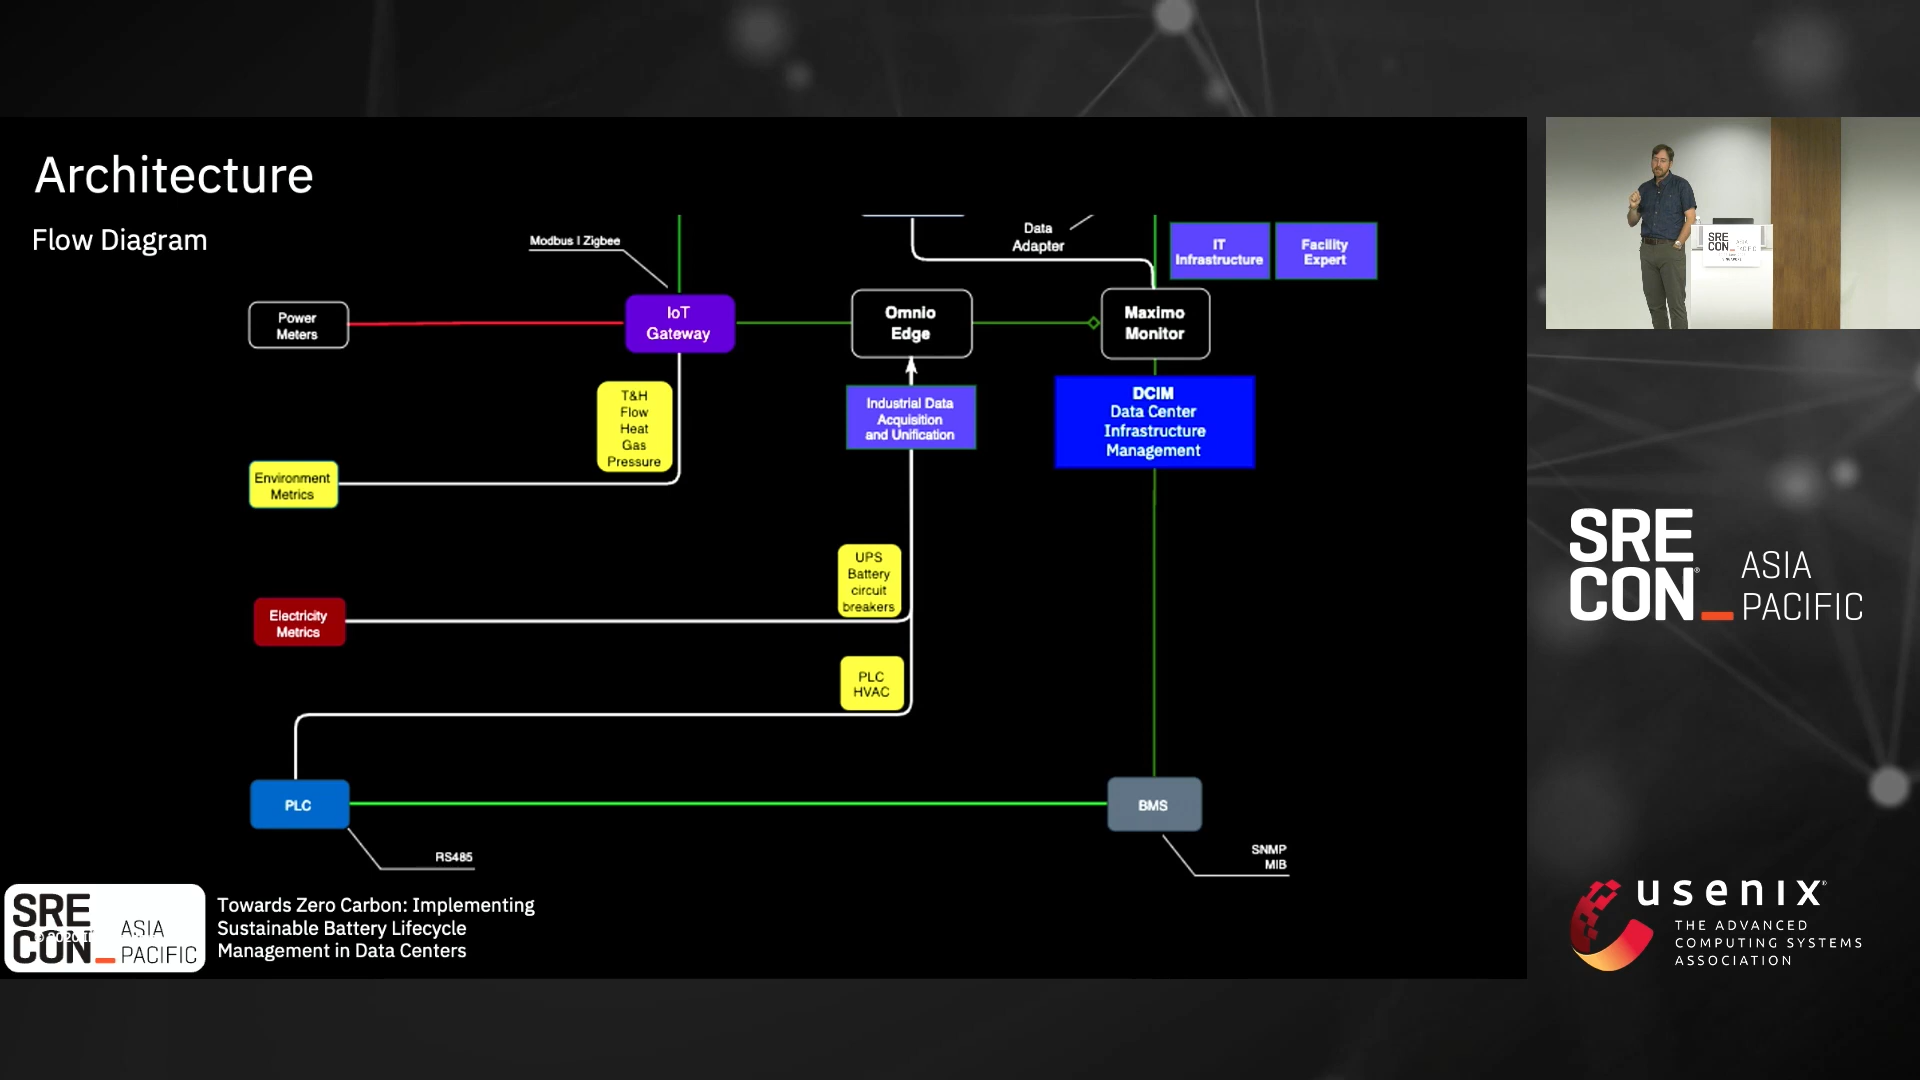 Architecture
Flow Diagram
Modbus | Zigbee
Data
Adapter
IT
Infrastructure
Facility
Expert
Power
Meters
IoT
Gateway
Omnio
Edge
Maximo
Monitor
T&H
Flow
Heat
Gas
Pressure
Industrial Data
Acquisition
and Unification
DCIM
Data Center
Infrastructure
Management
Environment
Metrics
UPS
Battery
circuit
breakers
Electricity
Metrics
PLC
HVAC
PLC
BMS
RS485
SNMP
MIB
SRE
CON_
ASIA
PACIFIC
Towards Zero Carbon: Implementing
Sustainable Battery Lifecycle
Management in Data Centers
SRE
CON_
SRE
CON®_
ASIA
PACIFIC
usenix®
THE ADVANCED
COMPUTING SYSTEMS
ASSOCIATION